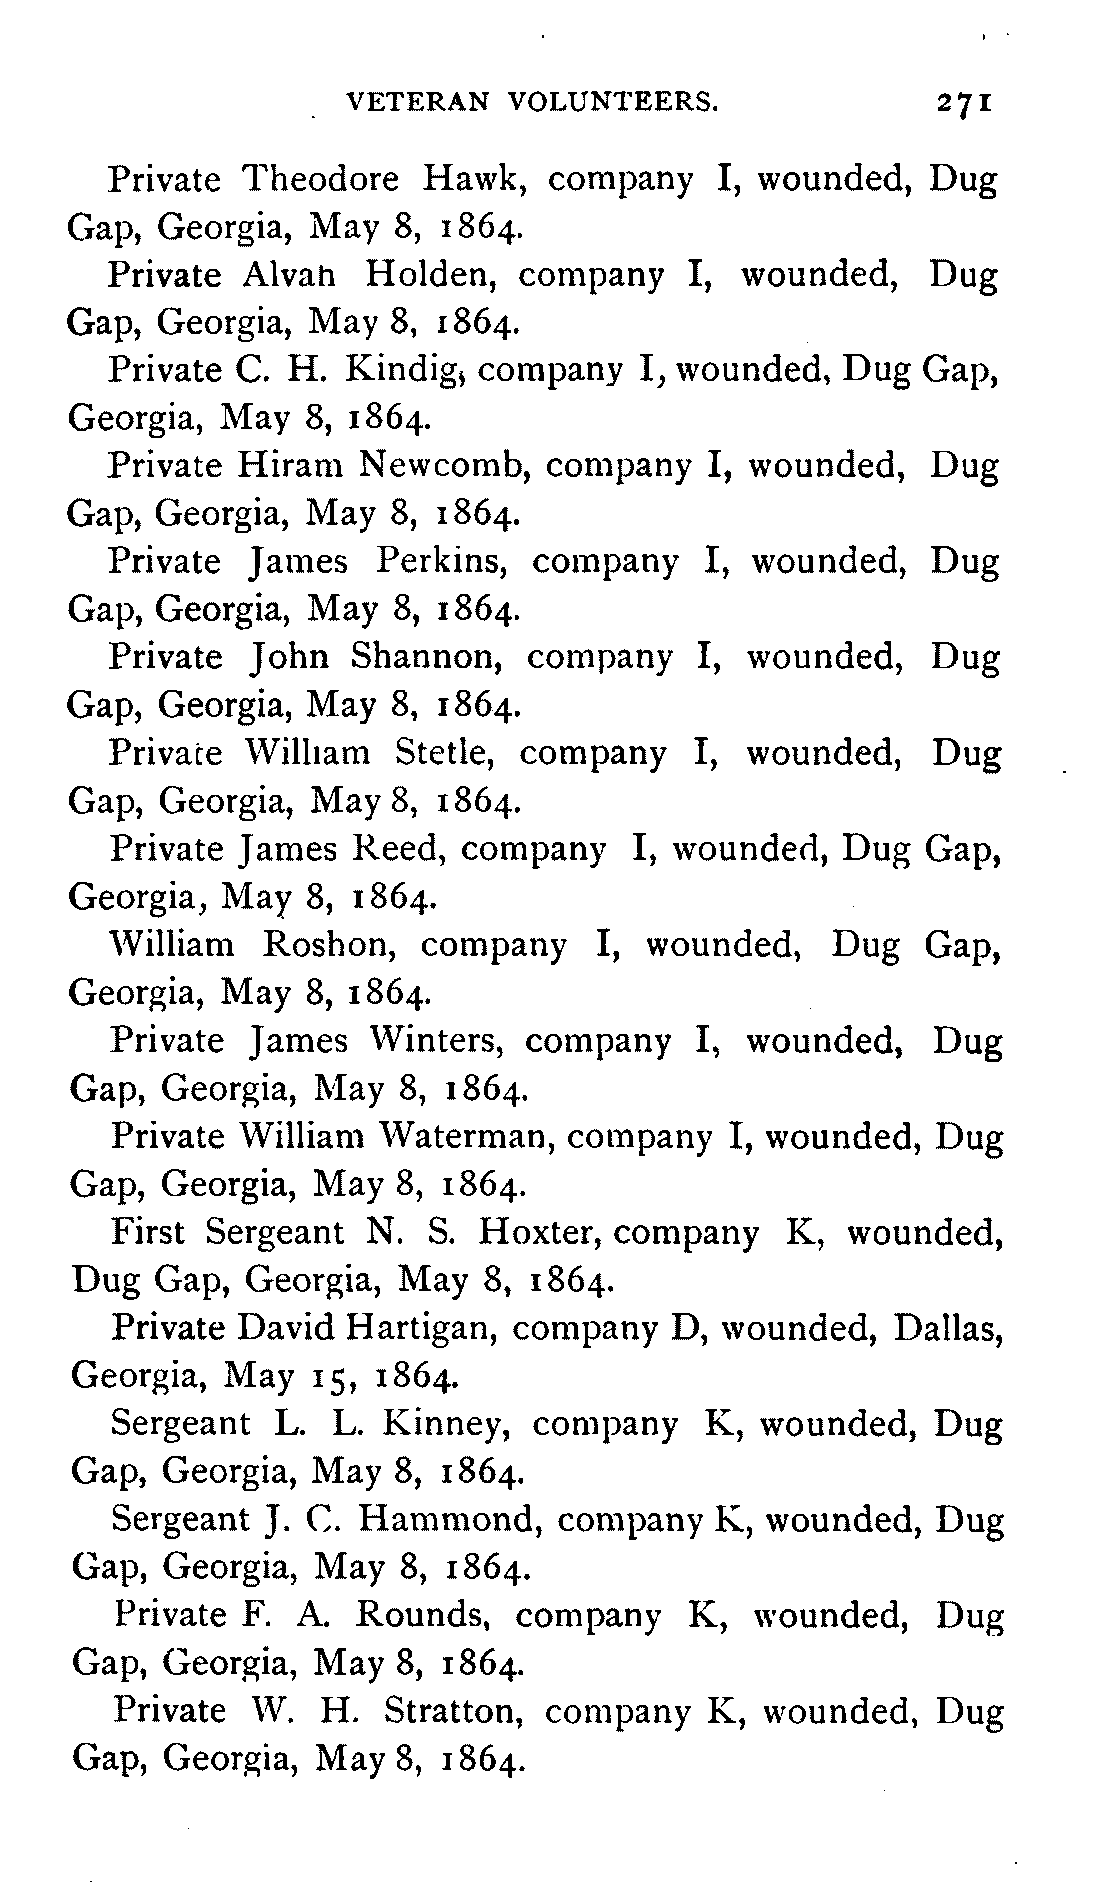 VETERAN VOLUNTEERS. 271
Private Theodore Hawk, company I, wounded, Dug
Gap, Georgia, May 8, 1864.
Private Alvah Holden, company I, wounded, Dug
Gap, Georgia, May 8, 1864.
Private C. H. Kindig, company I, wounded, Dug Gap,
Georgia, May 8, 1864.
Private Hiram Newcomb, company I, wounded, Dug
Gap, Georgia, May 8, 1864.
Private James Perkins, company I, wounded, Dug
Gap, Georgia, May 8, 1864.
Private John Shannon, company I, wounded, Dug
Gap, Georgia, May 8, 1864.
Private William Stetle, company I, wounded, Dug
Gap, Georgia, May 8, 1864.
Private James Reed, company I, wounded, Dug Gap,
Georgia, May 8, 1864.
William Roshon, company I, wounded, Dug Gap,
Georgia, May 8, 1864.
Private James Winters, company I, wounded, Dug
Gap, Georgia, May 8, 1864.
Private William Waterman, company I, wounded, Dug
Gap, Georgia, May 8, 1864.
First Sergeant N. S. Hoxter, company K, wounded,
Dug Gap, Georgia, May 8, 1864.
Private David Hartigan, company D, wounded, Dallas,
Georgia, May 15, 1864.
Sergeant L. L. Kinney, company K, wounded, Dug
Gap, Georgia, May 8, 1864.
Sergeant J. C. Hammond, company K, wounded, Dug
Gap, Georgia, May 8, 1864.
Private F. A. Rounds, company K, wounded, Dug
Gap, Georgia, May 8, 1864.
Private W. H. Stratton, company K, wounded, Dug
Gap, Georgia, May 8, 1864.